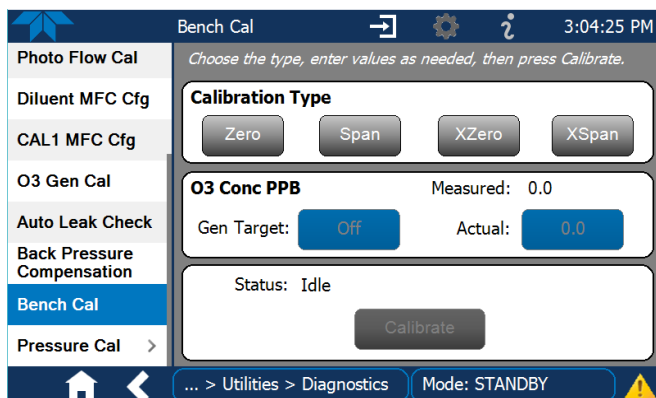 Bench Cal
3:04:25 PM
Photo Flow Cal
Diluent MFC Cfg
CAL1 MFC Cfg
O3 Gen Cal
Auto Leak Check
Back Pressure
Compensation
Bench Cal
Pressure Cal >
Choose the type, enter values as needed, then press Calibrate.
Calibration Type
Zero Span XZero XSpan
O3 Conc PPB Measured: 0.0
Gen Target: Off Actual: 0.0
Status: Idle
Calibrate
... > Utilities > Diagnostics
Mode: STANDBY